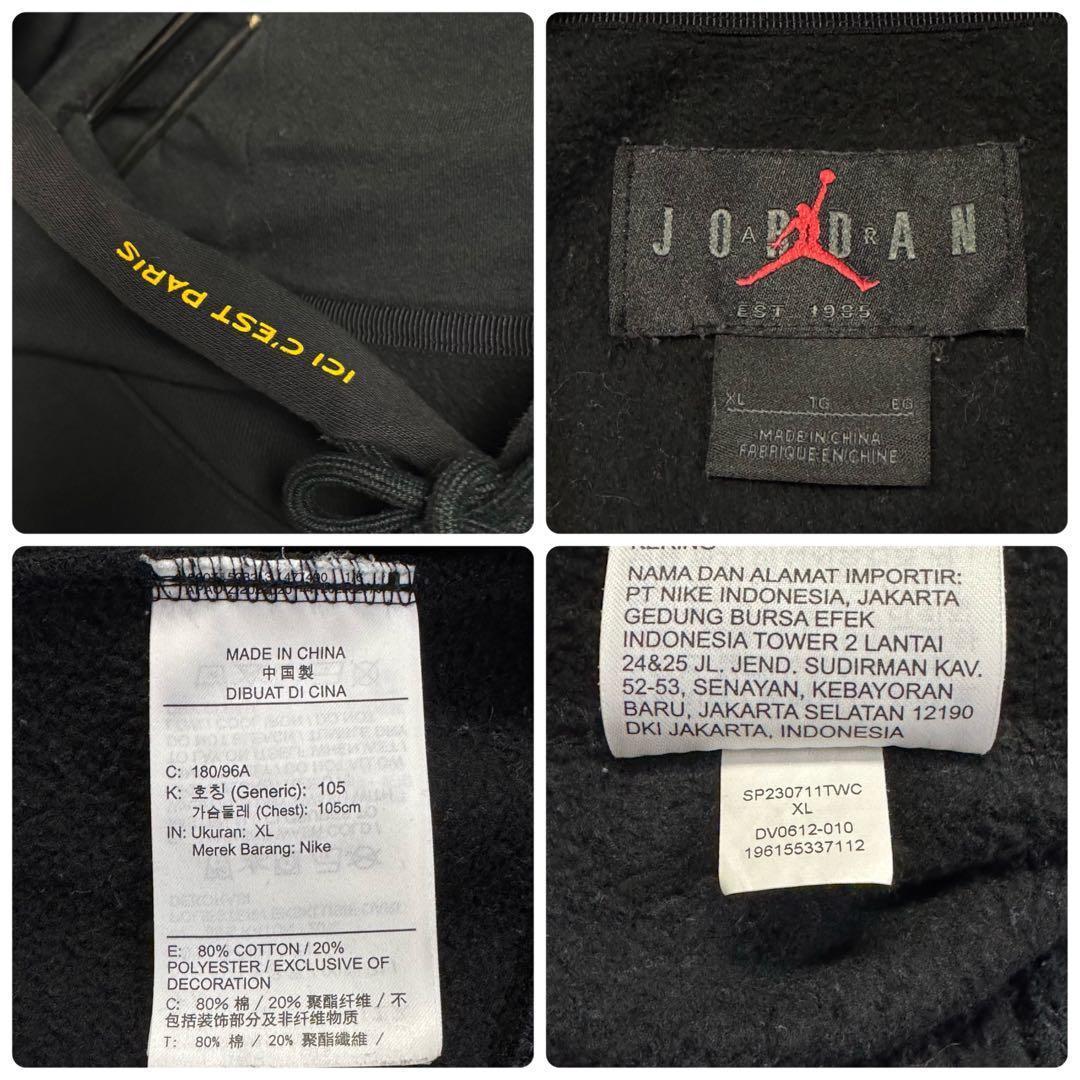 ICI C'EST PARIS
JORDAN
AIR
EST 1985
XL TG EG
MADE IN CHINA
FABRIQUE EN CHINE
MADE IN CHINA
中国製
DIBUAT DI CINA
C: 180/96A
K: 호칭 (Generic): 105
가슴둘레 (Chest): 105cm
IN: Ukuran: XL
Merek Barang: Nike
E: 80% COTTON / 20%
POLYESTER / EXCLUSIVE OF
DECORATION
C: 80% 棉 / 20% 聚酯纤维 / 不
包括装饰部分及非纤维物质
T: 80% 棉 / 20% 聚酯纖維 /
NAMA DAN ALAMAT IMPORTIR:
PT NIKE INDONESIA, JAKARTA
GEDUNG BURSA EFEK
INDONESIA TOWER 2 LANTAI
24&25 JL. JEND. SUDIRMAN KAV.
52-53, SENAYAN, KEBAYORAN
BARU, JAKARTA SELATAN 12190
DKI JAKARTA, INDONESIA
SP230711TWC
XL
DV0612-010
196155337112